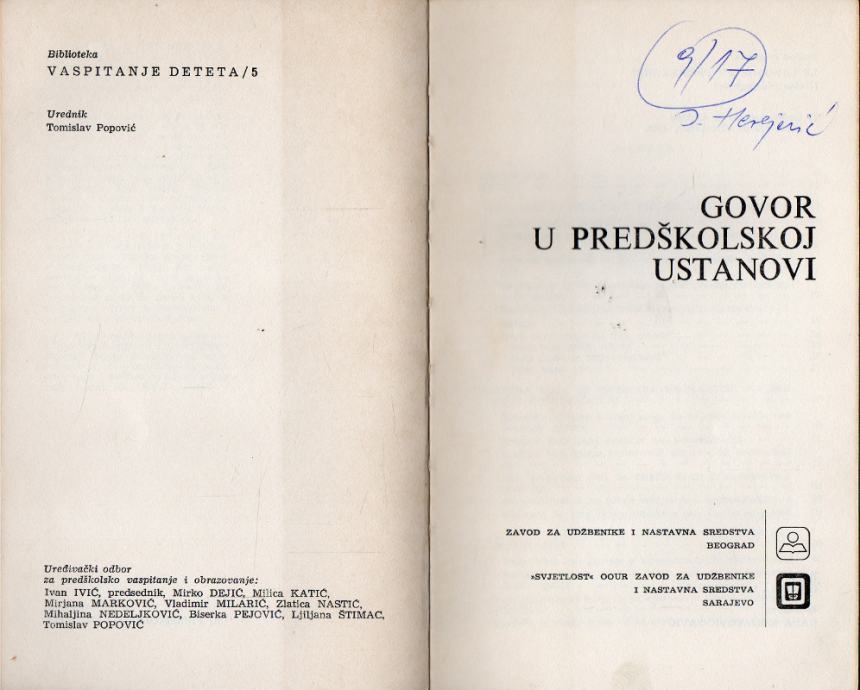 Biblioteka
VASPITANJE DETETA/5
Urednik
Tomislav Popović
Uređivački odbor
za predškolsko vaspitanje i obrazovanje:
Ivan IVIĆ, predsednik, Mirko DEJIĆ, Milica KATIĆ,
Mirjana MARKOVIĆ, Vladimir MILARIĆ, Zlatica NASTIĆ,
Mihaljina NEDELJKOVIĆ, Biserka PEJOVIĆ, Ljiljana ŠTIMAC,
Tomislav POPOVIĆ
9/17
GOVOR
U PREDŠKOLSKOJ
USTANOVI
ZAVOD ZA UDŽBENIKE I NASTAVNA SREDSTVA
BEOGRAD
»SVJETLOST« OOUR ZAVOD ZA UDŽBENIKE
I NASTAVNA SREDSTVA
SARAJEVO